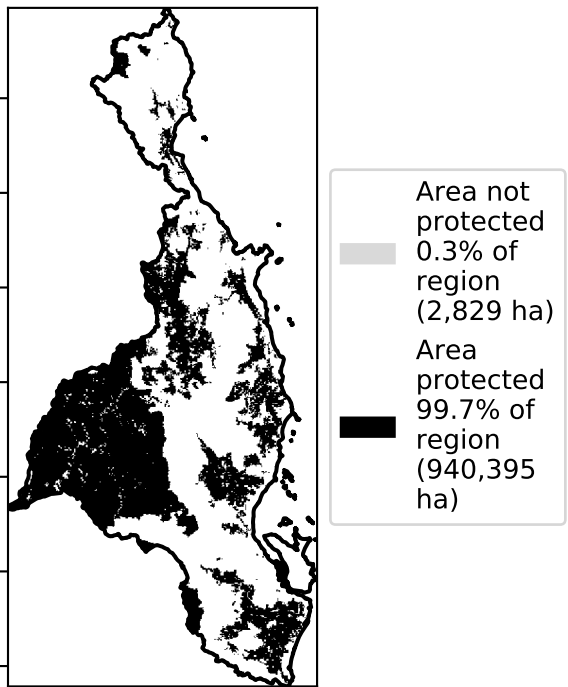 Area not
protected
0.3% of
region
(2,829 ha)
Area
protected
99.7% of
region
(940,395
ha)